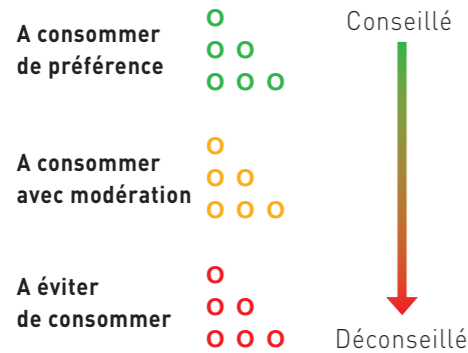 O
Conseillé
A consommer
de préférence
O O
O O O
A consommer
avec modération
O
O O
O O O
A éviter
de consommer
O
O O
O O O
Déconseillé